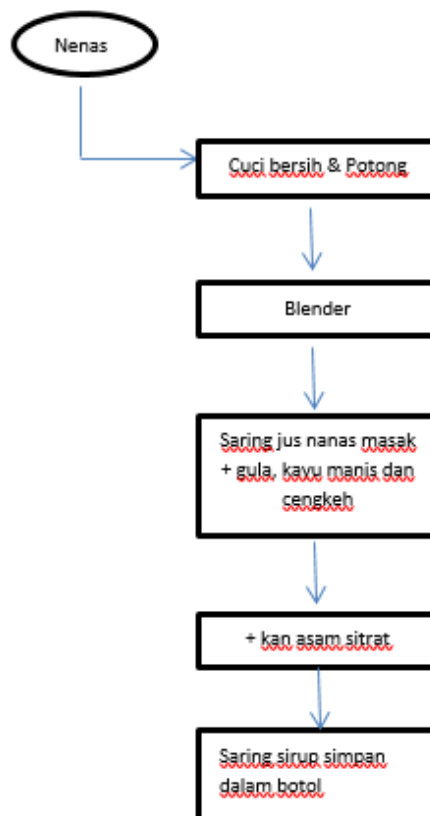 Nenas
Cuci bersih & Potong
Blender
Saring jus nanas masak
+ gula, kayu manis dan
cengkeh
+ kan asam sitrat
Saring sirup simpan
dalam botol